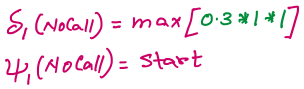 δ₁(NoCall) = max[0.3*1*1]
Ψ₁(NoCall) = Start